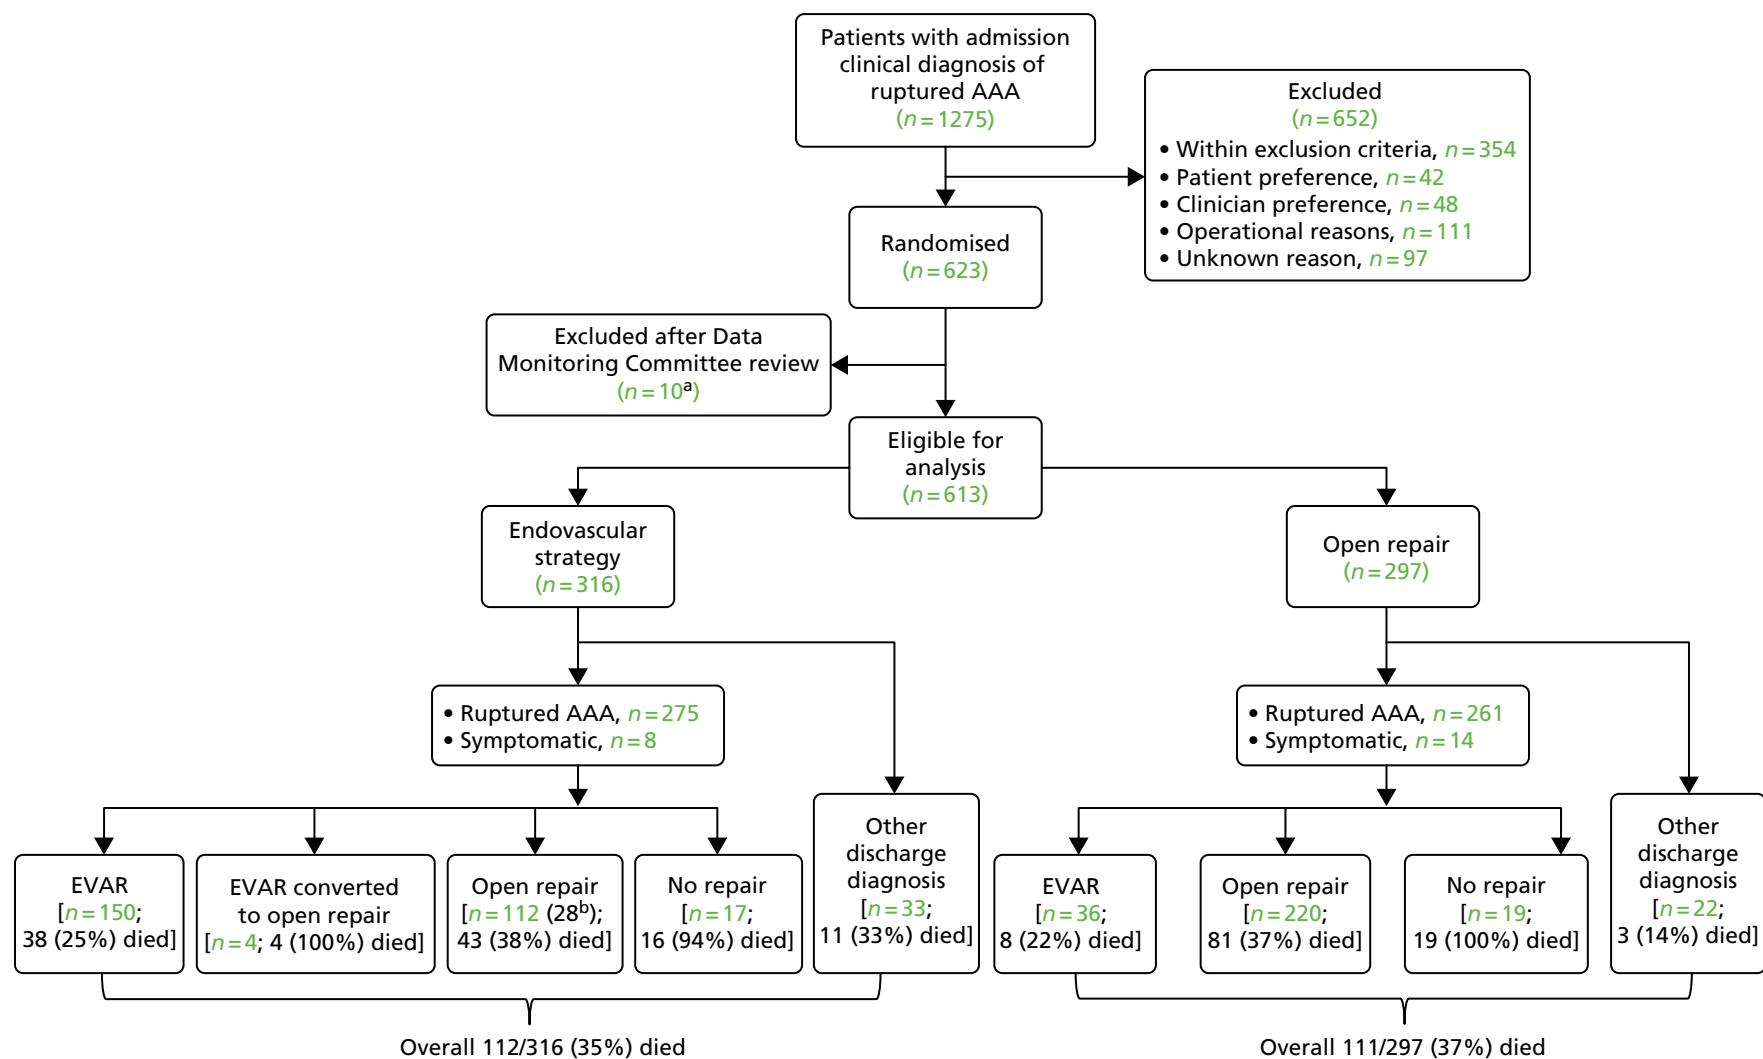 Patients with admission
clinical diagnosis of
ruptured AAA
(n=1275)
Excluded
(n=652)
• Within exclusion criteria, n=354
• Patient preference, n=42
• Clinician preference, n=48
• Operational reasons, n=111
• Unknown reason, n=97
Randomised
(n=623)
Excluded after Data
Monitoring Committee review
(n=10a)
Eligible for
analysis
(n=613)
Endovascular
strategy
(n=316)
Open repair
(n=297)
• Ruptured AAA, n=275
• Symptomatic, n=8
• Ruptured AAA, n=261
• Symptomatic, n=14
EVAR
[n=150;
38 (25%) died]
EVAR converted
to open repair
[n=4; 4 (100%) died]
Open repair
[n=112 (28b);
43 (38%) died]
No repair
[n=17;
16 (94%) died]
Other
discharge
diagnosis
[n=33;
11 (33%) died]
EVAR
[n=36;
8 (22%) died]
Open repair
[n=220;
81 (37%) died]
No repair
[n=19;
19 (100%) died]
Other
discharge
diagnosis
[n=22;
3 (14%) died]
Overall 112/316 (35%) died
Overall 111/297 (37%) died